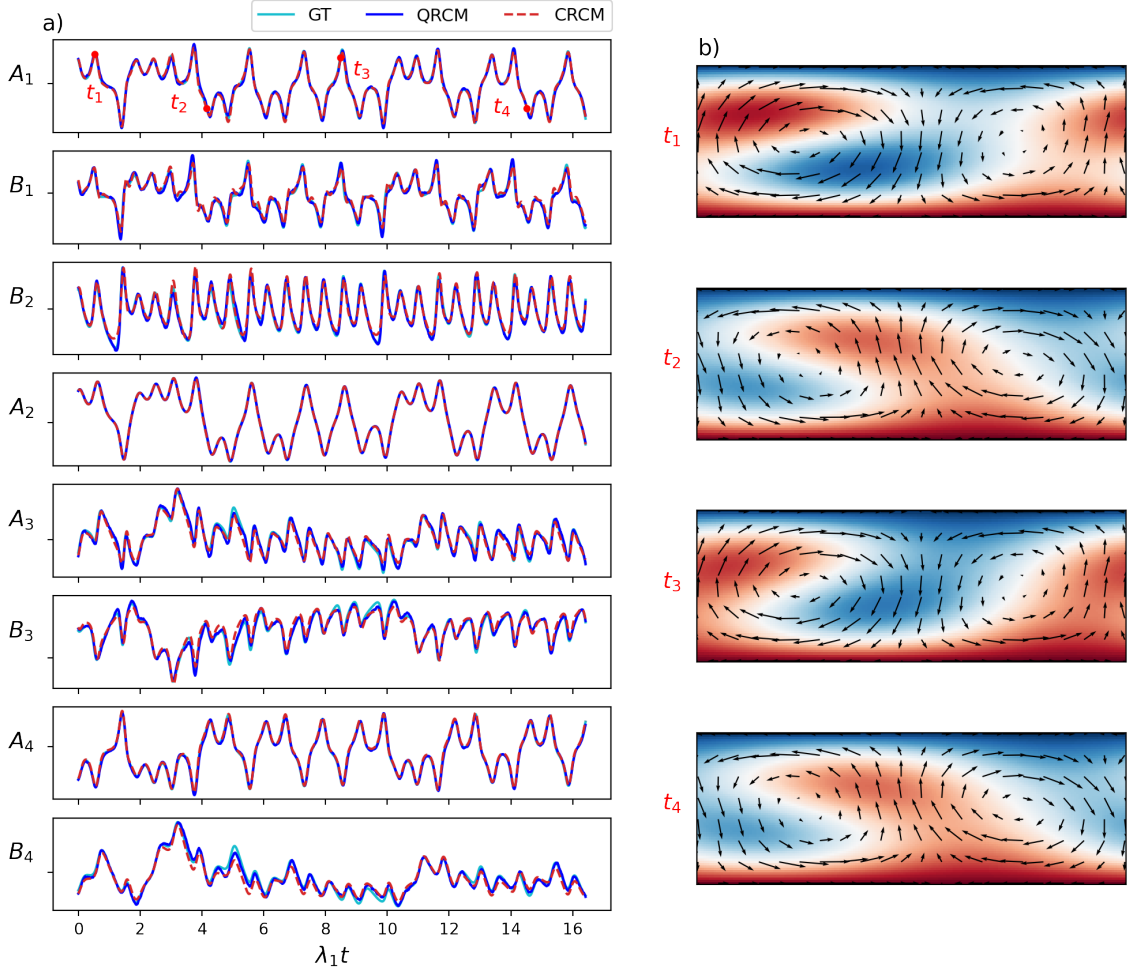 a)
GT QRCM CRCM
A₁
t₁
t₂
t₃
t₄
B₁
B₂
A₂
A₃
B₃
A₄
B₄
0 2 4 6 8 10 12 14 16
λ₁t
b)
t₁
t₂
t₃
t₄